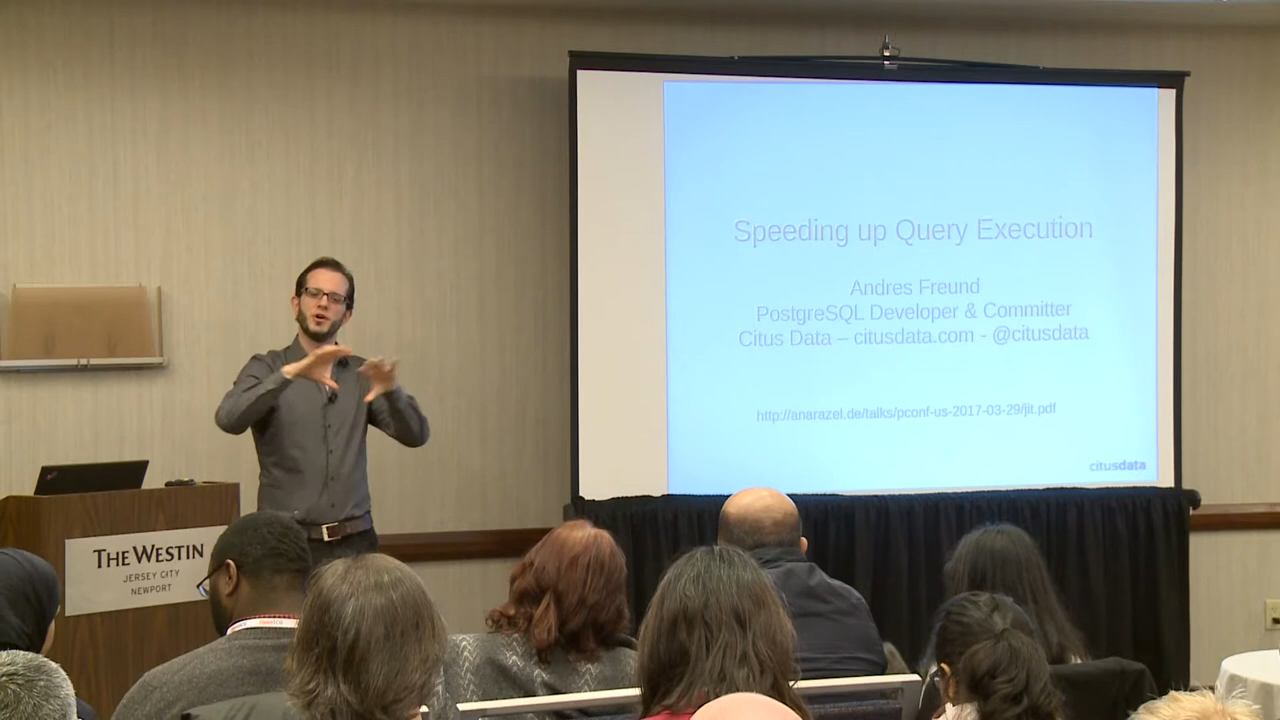 Speeding up Query Execution
Andres Freund
PostgreSQL Developer & Committer
Citus Data – citusdata.com - @citusdata
http://anarazel.de/talks/pconf-us-2017-03-29/jit.pdf
citusdata
THE WESTIN
JERSEY CITY
NEWPORT